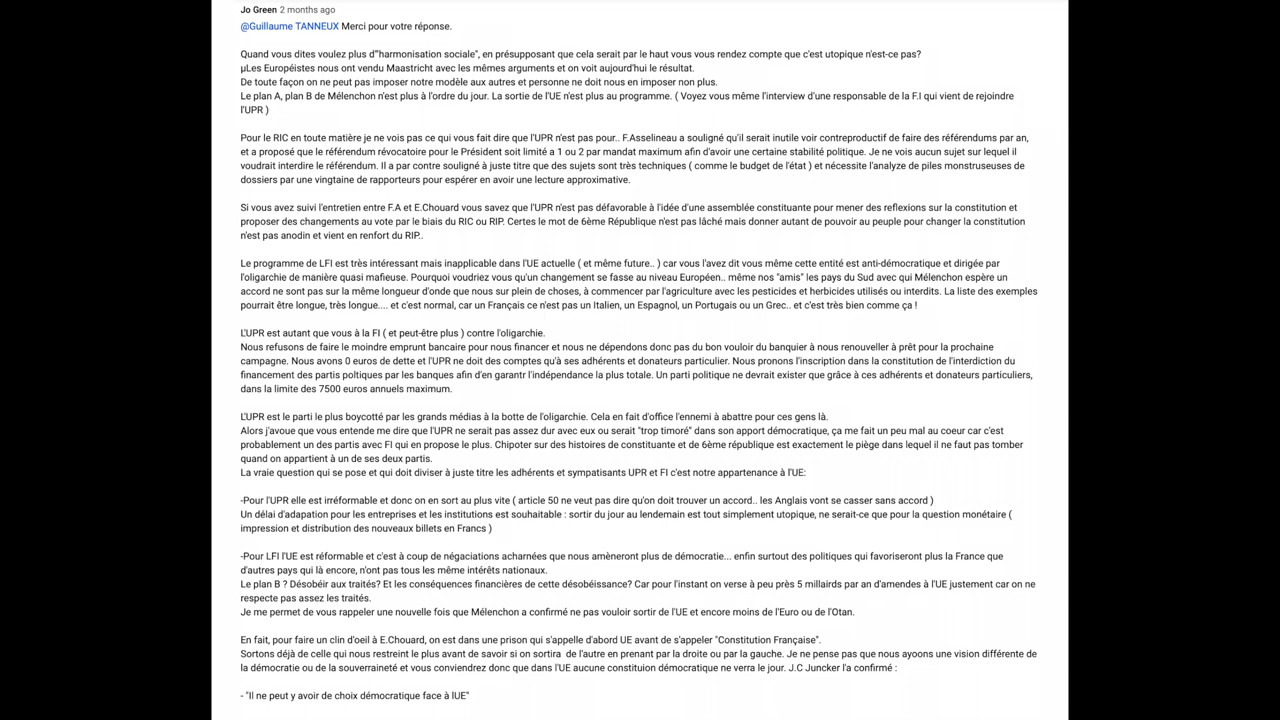 Jo Green 2 months ago
@Guillaume TANNEUX Merci pour votre réponse.
Quand vous dites voulez plus d'"harmonisation sociale", en présupposant que cela serait par le haut vous vous rendez compte que c'est utopique n'est-ce pas?
µLes Européistes nous ont vendu Maastricht avec les mêmes arguments et on voit aujourd'hui le résultat.
De toute façon on ne peut pas imposer notre modèle aux autres et personne ne doit nous en imposer non plus.
Le plan A, plan B de Mélenchon n'est plus à l'ordre du jour. La sortie de l'UE n'est plus au programme. ( Voyez vous même l'interview d'une responsable de la F.I qui vient de rejoindre
l'UPR )
Pour le RIC en toute matière je ne vois pas ce qui vous fait dire que l'UPR n'est pas pour.. F.Asselineau a souligné qu'il serait inutile voir contreproductif de faire des référendums par an,
et a proposé que le référendum révocatoire pour le Président soit limité a 1 ou 2 par mandat maximum afin d'avoir une certaine stabilité politique. Je ne vois aucun sujet sur lequel il
voudrait interdire le référendum. Il a par contre souligné à juste titre que des sujets sont très techniques ( comme le budget de l'état ) et nécessite l'analyze de piles monstruseuses de
dossiers par une vingtaine de rapporteurs pour espérer en avoir une lecture approximative.
Si vous avez suivi l'entretien entre F.A et E.Chouard vous savez que l'UPR n'est pas défavorable à l'idée d'une assemblée constituante pour mener des reflexions sur la constitution et
proposer des changements au vote par le biais du RIC ou RIP. Certes le mot de 6ème République n'est pas lâché mais donner autant de pouvoir au peuple pour changer la constitution
n'est pas anodin et vient en renfort du RIP..
Le programme de LFI est très intéressant mais inapplicable dans l'UE actuelle ( et même future.. ) car vous l'avez dit vous même cette entité est anti-démocratique et dirigée par
l'oligarchie de manière quasi mafieuse. Pourquoi voudriez vous qu'un changement se fasse au niveau Européen.. même nos "amis" les pays du Sud avec qui Mélenchon espère un
accord ne sont pas sur la même longueur d'onde que nous sur plein de choses, à commencer par l'agriculture avec les pesticides et herbicides utilisés ou interdits. La liste des exemples
pourrait être longue, très longue.... et c'est normal, car un Français ce n'est pas un Italien, un Espagnol, un Portugais ou un Grec.. et c'est très bien comme ça !
L'UPR est autant que vous à la FI ( et peut-être plus ) contre l'oligarchie.
Nous refusons de faire le moindre emprunt bancaire pour nous financer et nous ne dépendons donc pas du bon vouloir du banquier à nous renouveller à prêt pour la prochaine
campagne. Nous avons 0 euros de dette et l'UPR ne doit des comptes qu'à ses adhérents et donateurs particulier. Nous pronons l'inscription dans la constitution de l'interdiction du
financement des partis poltiques par les banques afin d'en garantr l'indépendance la plus totale. Un parti politique ne devrait exister que grâce à ces adhérents et donateurs particuliers,
dans la limite des 7500 euros annuels maximum.
L'UPR est le parti le plus boycotté par les grands médias à la botte de l'oligarchie. Cela en fait d'office l'ennemi à abattre pour ces gens là.
Alors j'avoue que vous entende me dire que l'UPR ne serait pas assez dur avec eux ou serait "trop timoré" dans son apport démocratique, ça me fait un peu mal au coeur car c'est
probablement un des partis avec FI qui en propose le plus. Chipoter sur des histoires de constituante et de 6ème république est exactement le piège dans lequel il ne faut pas tomber
quand on appartient à un de ses deux partis.
La vraie question qui se pose et qui doit diviser à juste titre les adhérents et sympatisants UPR et FI c'est notre appartenance à l'UE:
-Pour l'UPR elle est irréformable et donc on en sort au plus vite ( article 50 ne veut pas dire qu'on doit trouver un accord.. les Anglais vont se casser sans accord )
Un délai d'adapation pour les entreprises et les institutions est souhaitable : sortir du jour au lendemain est tout simplement utopique, ne serait-ce que pour la question monétaire (
impression et distribution des nouveaux billets en Francs )
-Pour LFI l'UE est réformable et c'est à coup de négaciations acharnées que nous amèneront plus de démocratie... enfin surtout des politiques qui favoriseront plus la France que
d'autres pays qui là encore, n'ont pas tous les même intérêts nationaux.
Le plan B ? Désobéir aux traités? Et les conséquences financières de cette désobéissance? Car pour l'instant on verse à peu près 5 millairds par an d'amendes à l'UE justement car on ne
respecte pas assez les traités.
Je me permet de vous rappeler une nouvelle fois que Mélenchon a confirmé ne pas vouloir sortir de l'UE et encore moins de l'Euro ou de l'Otan.
En fait, pour faire un clin d'oeil à E.Chouard, on est dans une prison qui s'appelle d'abord UE avant de s'appeler "Constitution Française".
Sortons déjà de celle qui nous restreint le plus avant de savoir si on sortira  de l'autre en prenant par la droite ou par la gauche. Je ne pense pas que nous ayoons une vision différente de
la démocratie ou de la souverraineté et vous conviendrez donc que dans l'UE aucune constituion démocratique ne verra le jour. J.C Juncker l'a confirmé :
- "Il ne peut y avoir de choix démocratique face à lUE"